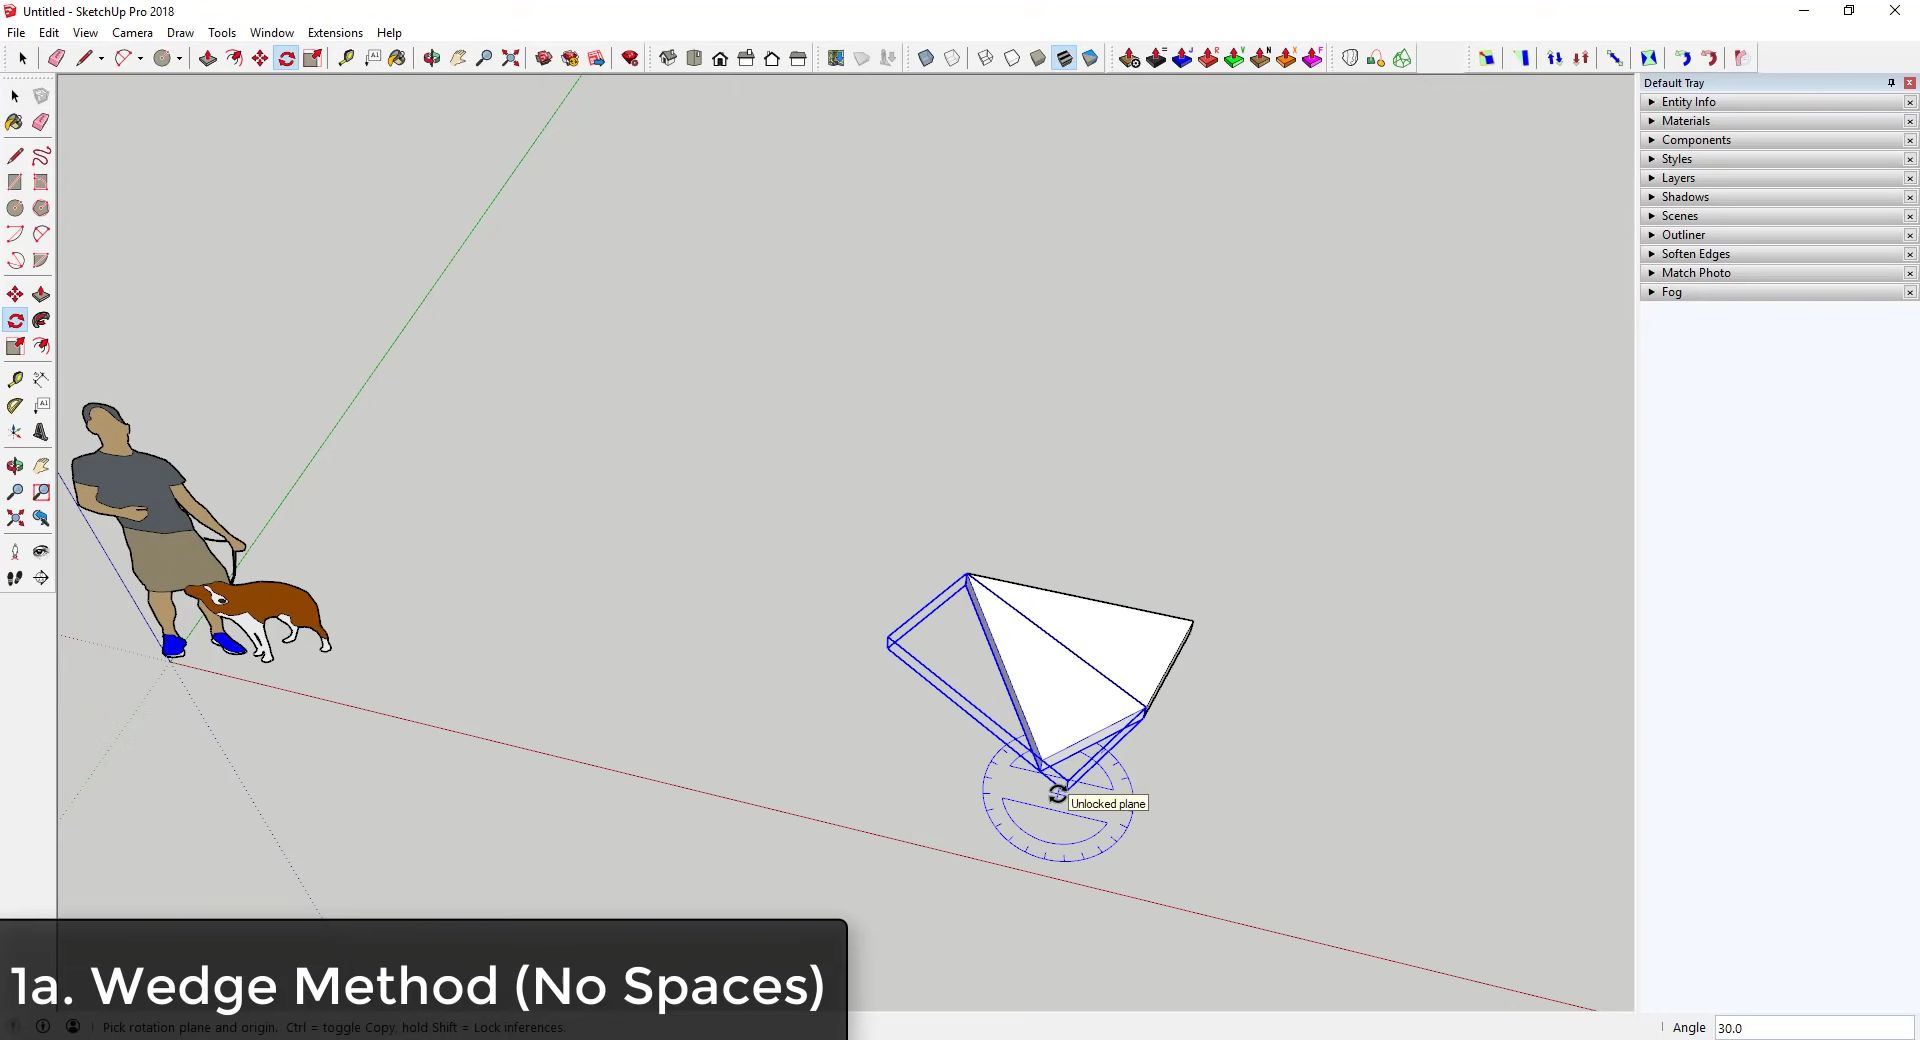 Untitled - SketchUp Pro 2018
File Edit View Camera Draw Tools Window Extensions Help
Default Tray
Entity Info
Materials
Components
Styles
Layers
Shadows
Scenes
Outliner
Soften Edges
Match Photo
Fog
Unlocked plane
1a. Wedge Method (No Spaces)
Pick rotation plane and origin. Ctrl = toggle Copy, hold Shift = Lock inferences.
Angle 30.0